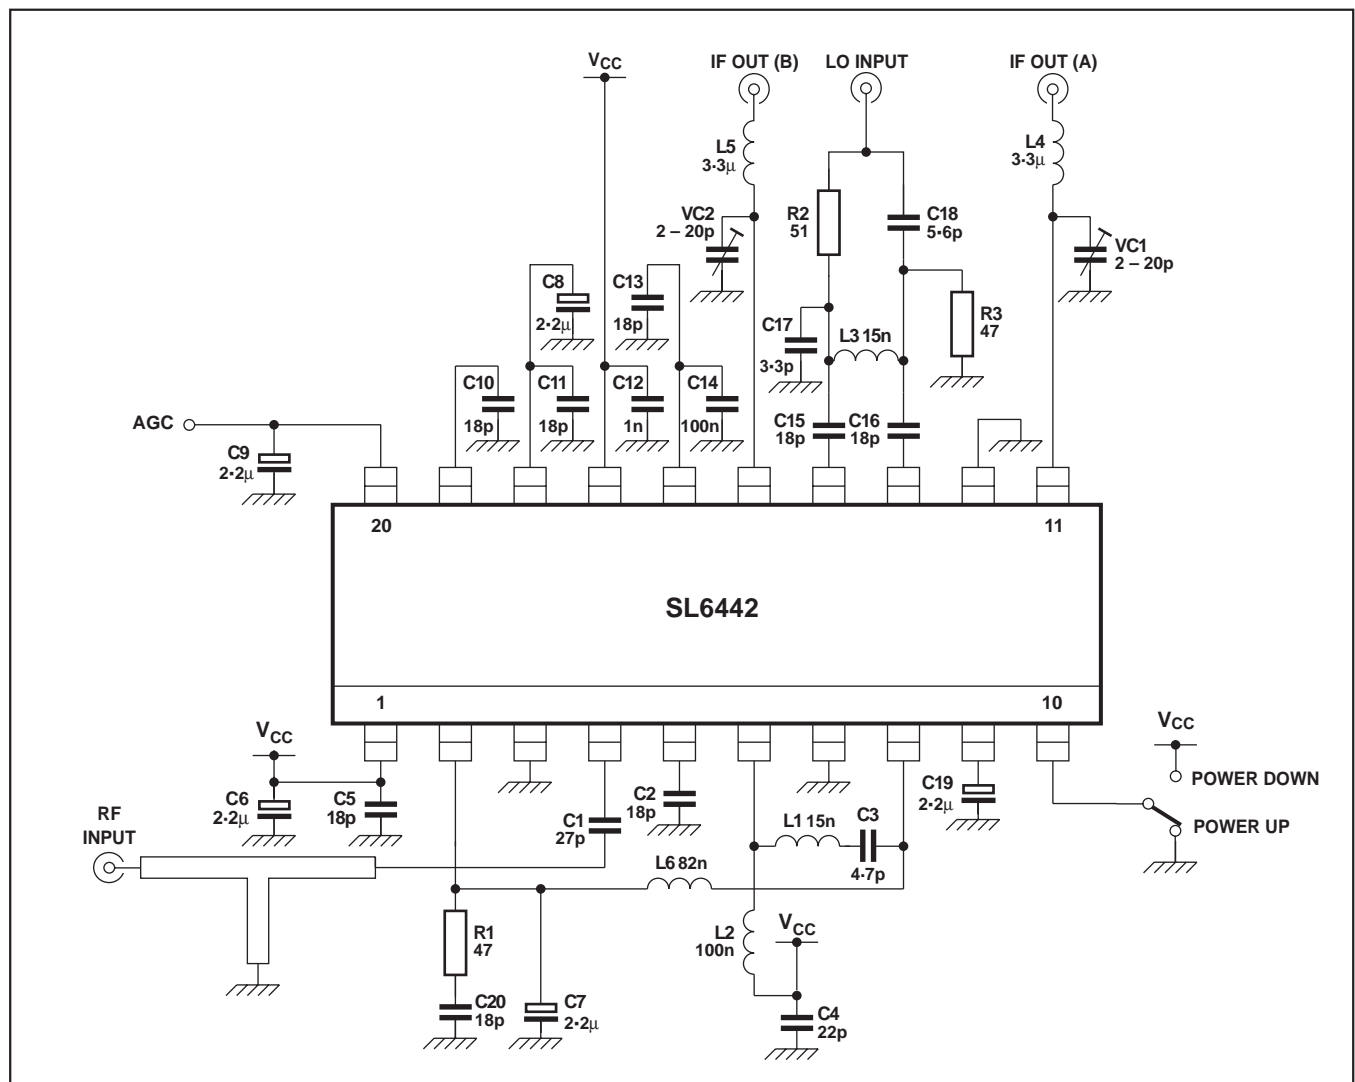 VCC
IF OUT (B)
LO INPUT
IF OUT (A)
L5
3·3µ
L4
3·3µ
VC2
2 – 20p
R2
51
C18
5·6p
VC1
2 – 20p
C8
2·2µ
C13
18p
C17
3·3p
L3 15n
R3
47
C10
18p
C11
18p
C12
1n
C14
100n
AGC
C9
2·2µ
C15
18p
C16
18p
20
11
SL6442
1
10
VCC
VCC
C6
2·2µ
C5
18p
C1
27p
C2
18p
C19
2·2µ
POWER DOWN
POWER UP
RF
INPUT
L1 15n
C3
4·7p
L6 82n
R1
47
L2
100n
VCC
C20
18p
C7
2·2µ
C4
22p